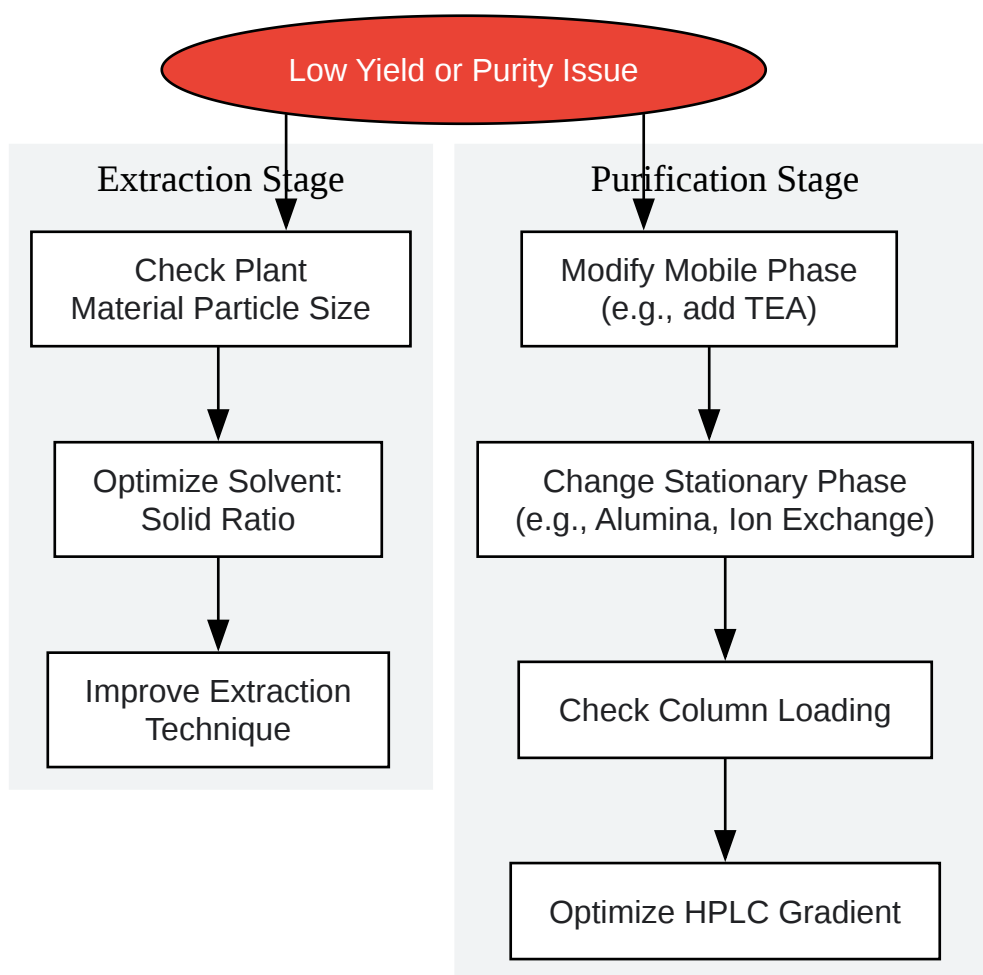 Low Yield or Purity Issue
Extraction Stage
Check Plant
Material Particle Size
Optimize Solvent:
Solid Ratio
Improve Extraction
Technique
Purification Stage
Modify Mobile Phase
(e.g., add TEA)
Change Stationary Phase
(e.g., Alumina, Ion Exchange)
Check Column Loading
Optimize HPLC Gradient